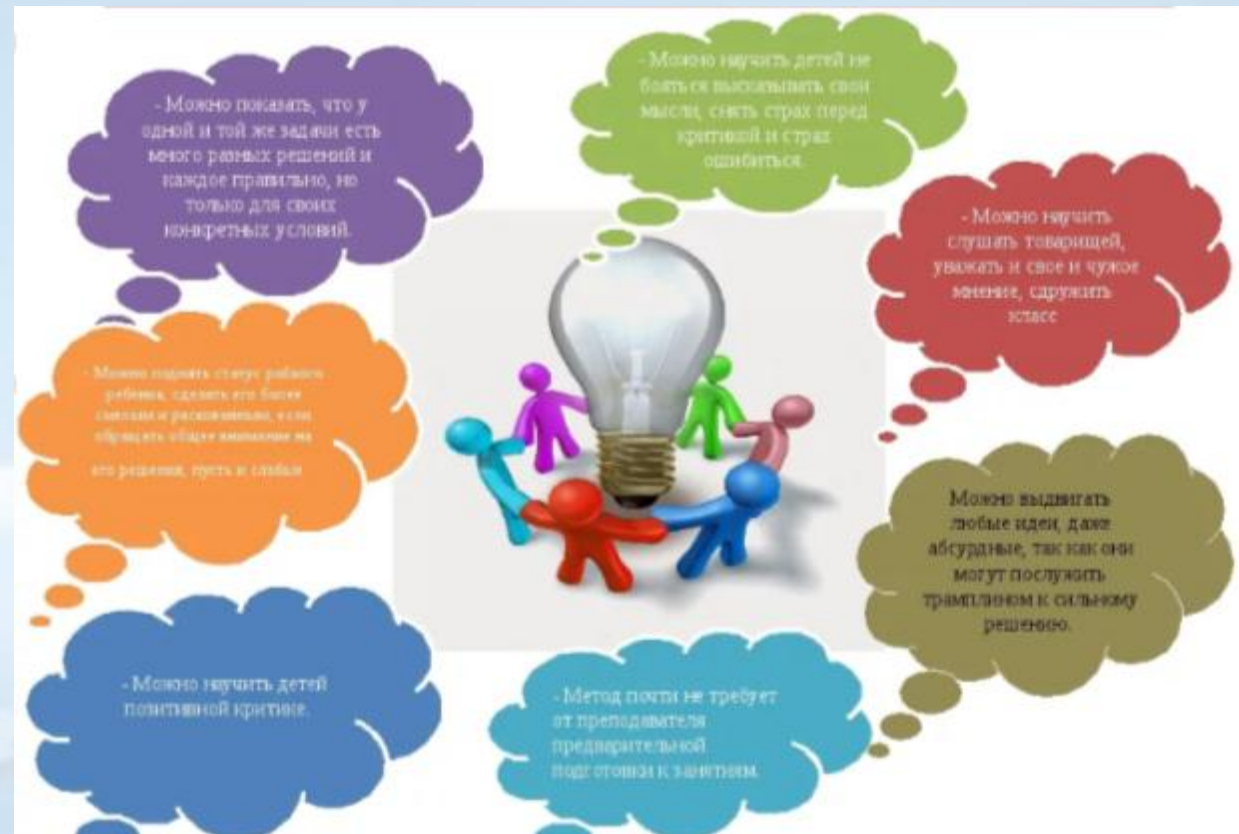 - Можно показать, что у
одной и той же задачи есть
много разных решений и
каждое правильно, но
только для своих
конкретных условий.
- Можно научить детей не
бояться высказывать свои
мысли, снять страх перед
критикой и страх
ошибиться.
- Можно научить
слушать товарищей,
уважать и свое и чужое
мнение, сдружить
класс
- Можно поднять статус робкого
ребенка, сделать его более
смелым и раскованным, если
обращать общее внимание на
его решения, пусть и слабые
Можно выдвигать
любые идеи, даже
абсурдные, так как они
могут послужить
трамплином к сильному
решению.
- Можно научить детей
позитивной критике.
- Метод почти не требует
от преподавателя
предварительной
подготовки к занятиям.